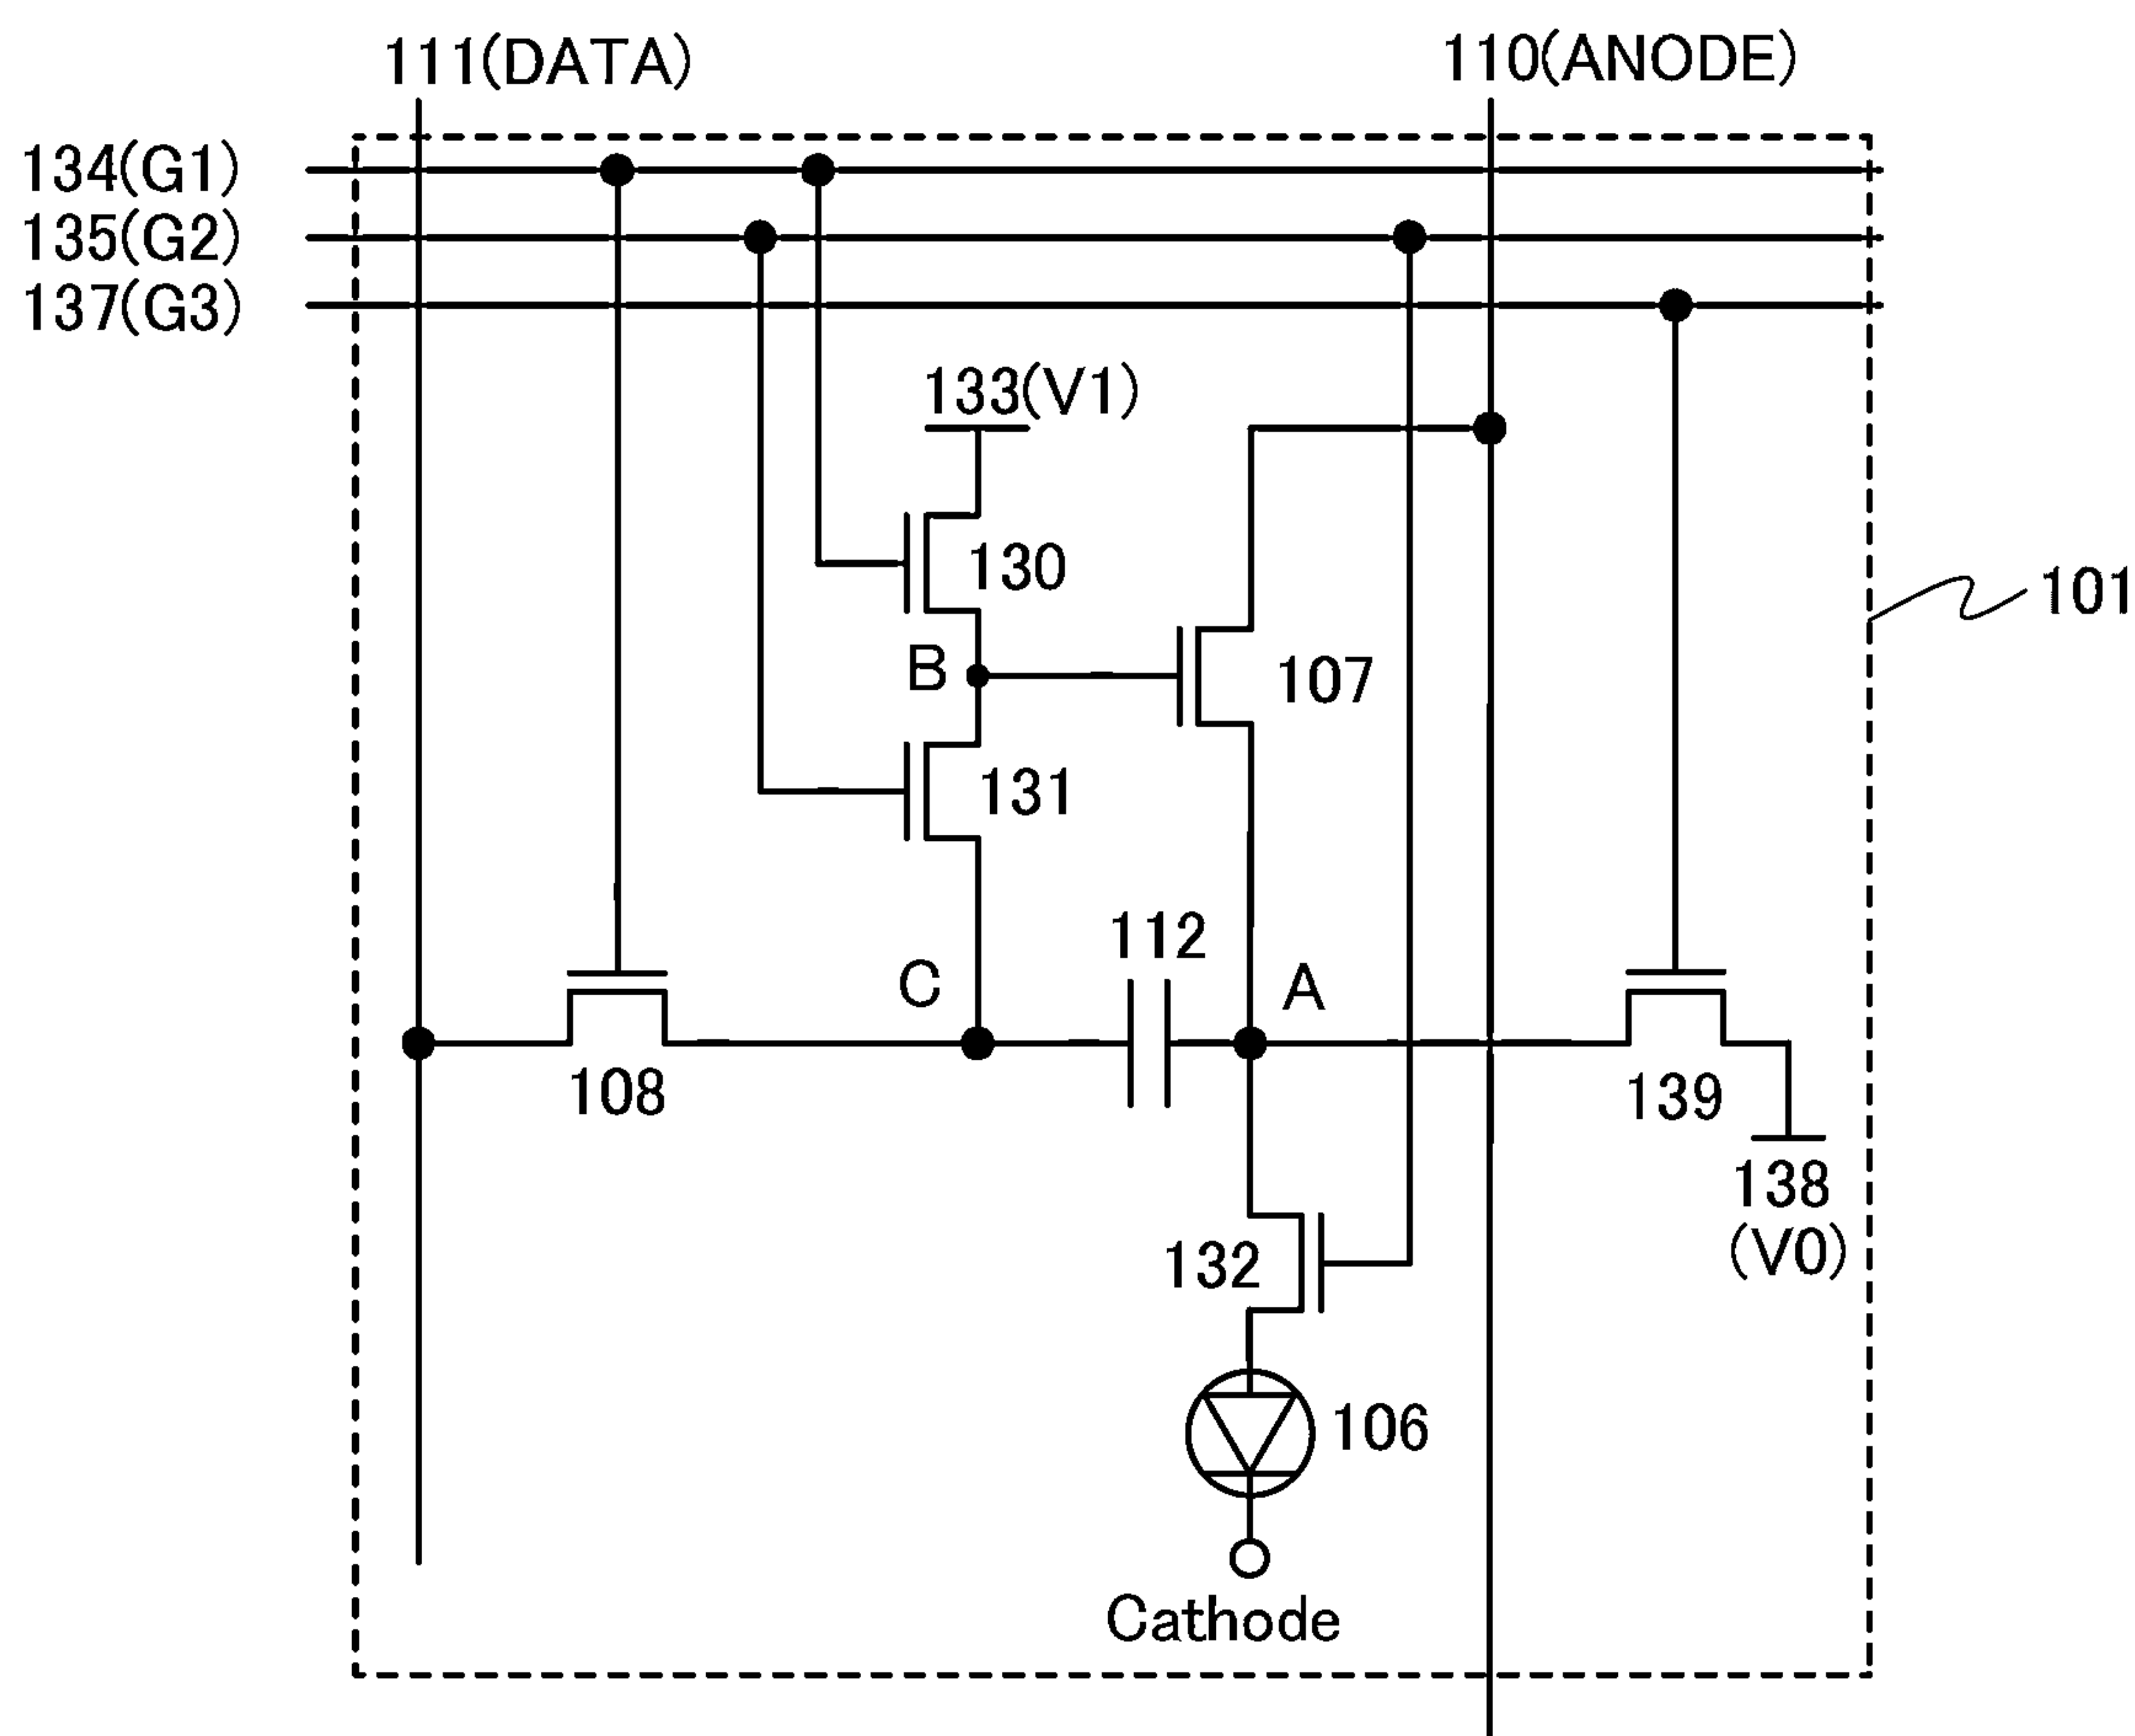 111(DATA)
110(ANODE)
134(G1)
135(G2)
137(G3)
133(V1)
130
101
B
107
131
112
C
A
108
139
138
(V0)
132
106
Cathode